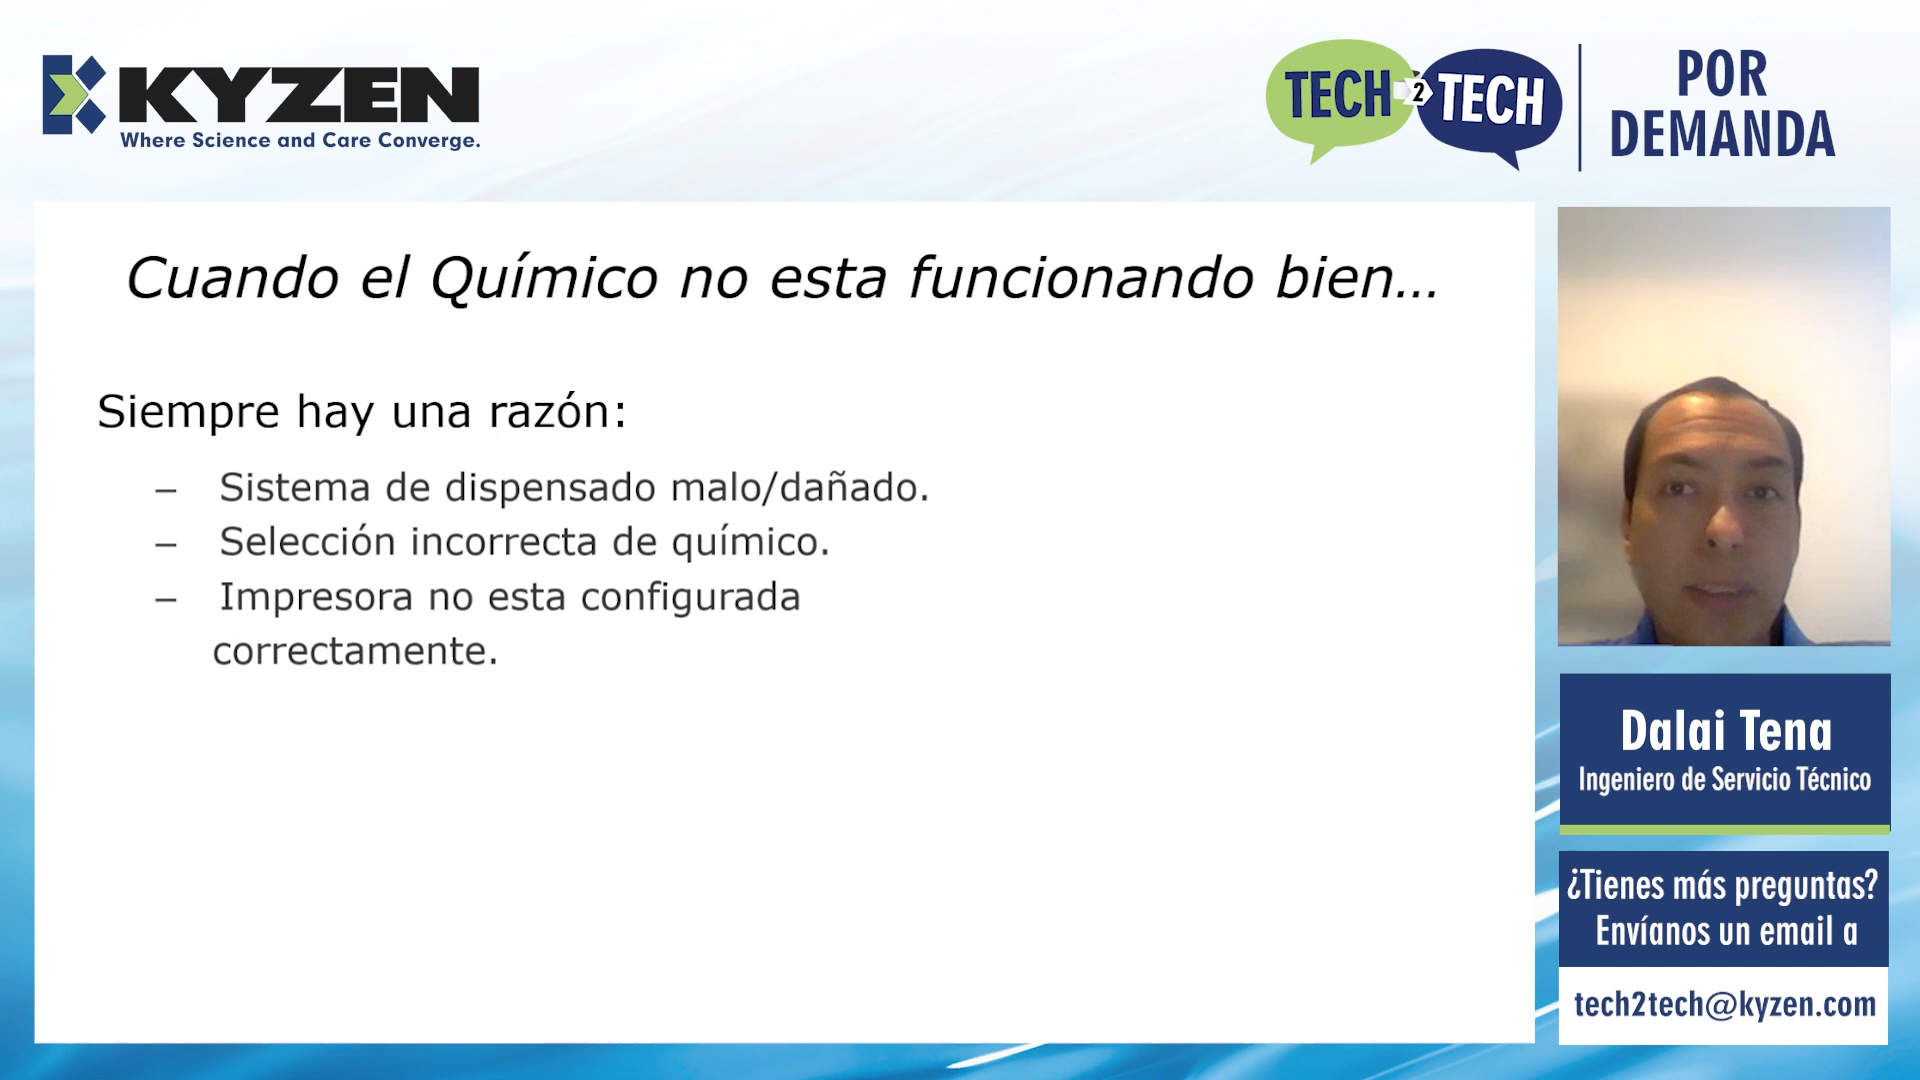 KYZEN
Where Science and Care Converge.
TECH 2 TECH
POR
DEMANDA
Cuando el Químico no esta funcionando bien...
Siempre hay una razón:
– Sistema de dispensado malo/dañado.
– Selección incorrecta de químico.
– Impresora no esta configurada
correctamente.
Dalai Tena
Ingeniero de Servicio Técnico
¿Tienes más preguntas?
Envíanos un email a
tech2tech@kyzen.com